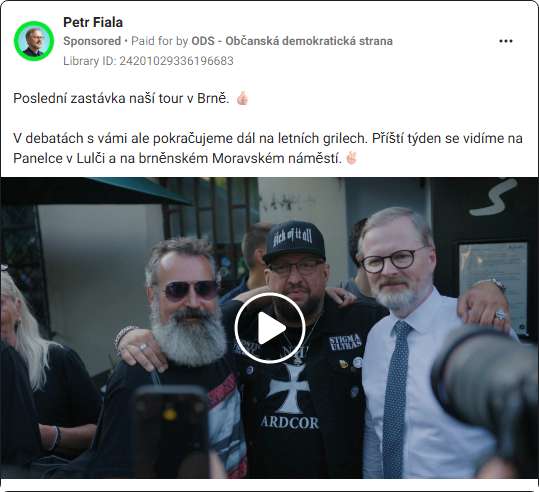 Petr Fiala
Sponsored • Paid for by ODS - Občanská demokratická strana
Library ID: 24201029336196683
Poslední zastávka naší tour v Brně. 👍🏻
V debatách s vámi ale pokračujeme dál na letních grilech. Příští týden se vidíme na
Panelce v Lulči a na brněnském Moravském náměstí.✌🏻
sick of it all
STIGMA
ULTRAS
ARDCOR